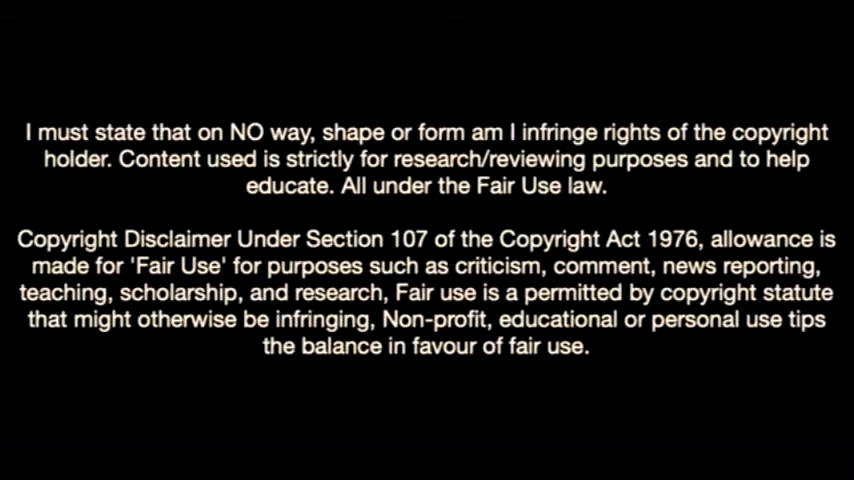 I must state that on NO way, shape or form am I infringe rights of the copyright
holder. Content used is strictly for research/reviewing purposes and to help
educate. All under the Fair Use law.
Copyright Disclaimer Under Section 107 of the Copyright Act 1976, allowance is
made for 'Fair Use' for purposes such as criticism, comment, news reporting,
teaching, scholarship, and research, Fair use is a permitted by copyright statute
that might otherwise be infringing, Non-profit, educational or personal use tips
the balance in favour of fair use.